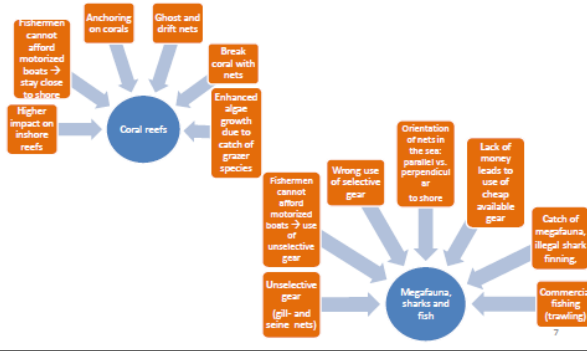 Fishermen
cannot
afford
motorized
boats →
stay close
to shore
Anchoring
on corals
Ghost and
drift nets
Break
coral with
nets
Higher
impact on
inshore
reefs
Coral reefs
Enhanced
algae
growth
due to
catch of
grazer
species
Fishermen
cannot
afford
motorized
boats → use
of
unselective
gear
Wrong use
of selective
gear
Orientation
of nets in
the sea:
parallel vs.
perpendicul
ar
to shore
Lack of
money
leads to
use of
cheap
available
gear
Catch of
megafauna,
illegal shark
finning,
Unselective
gear
(gill- and
seine nets)
Megafauna,
sharks and
fish
Commercia
fishing
(trawling)
7